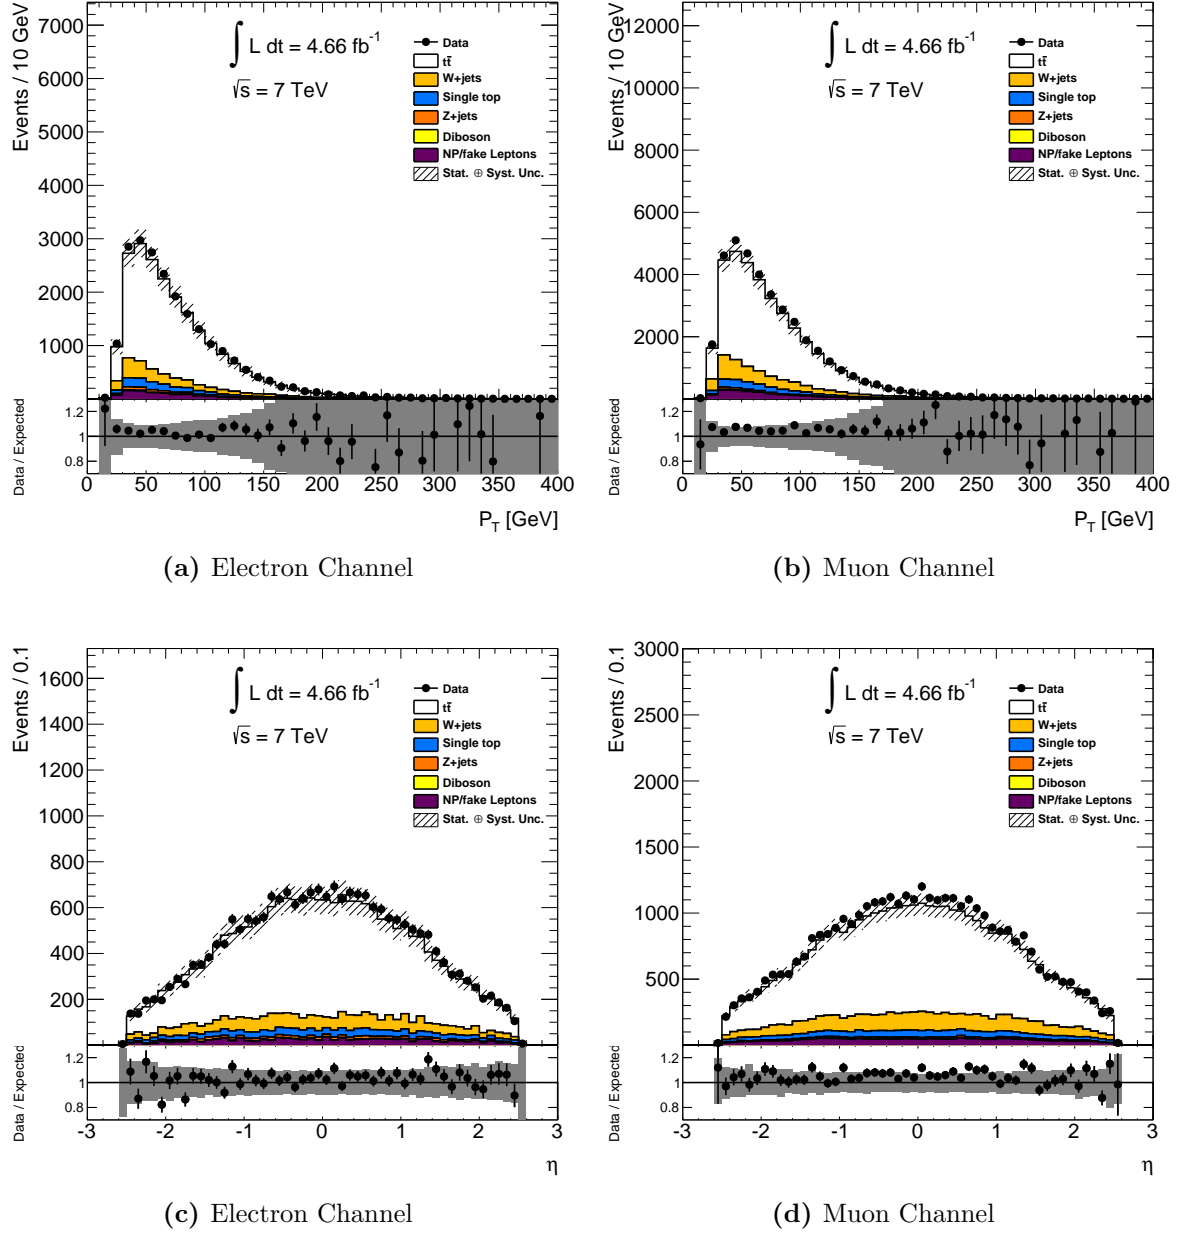 Events / 10 GeV
7000
6000
5000
4000
3000
2000
1000
∫ L dt = 4.66 fb⁻¹
√s = 7 TeV
Data
tt̄
W+jets
Single top
Z+jets
Diboson
NP/fake Leptons
Stat. ⊕ Syst. Unc.
Data / Expected
1.2
1
0.8
0 50 100 150 200 250 300 350 400
P_T [GeV]
(a) Electron Channel
Events / 10 GeV
12000
10000
8000
6000
4000
2000
∫ L dt = 4.66 fb⁻¹
√s = 7 TeV
Data
tt̄
W+jets
Single top
Z+jets
Diboson
NP/fake Leptons
Stat. ⊕ Syst. Unc.
Data / Expected
1.2
1
0.8
0 50 100 150 200 250 300 350 400
P_T [GeV]
(b) Muon Channel
Events / 0.1
1600
1400
1200
1000
800
600
400
200
∫ L dt = 4.66 fb⁻¹
√s = 7 TeV
Data
tt̄
W+jets
Single top
Z+jets
Diboson
NP/fake Leptons
Stat. ⊕ Syst. Unc.
Data / Expected
1.2
1
0.8
-3 -2 -1 0 1 2 3
η
(c) Electron Channel
Events / 0.1
3000
2500
2000
1500
1000
500
∫ L dt = 4.66 fb⁻¹
√s = 7 TeV
Data
tt̄
W+jets
Single top
Z+jets
Diboson
NP/fake Leptons
Stat. ⊕ Syst. Unc.
Data / Expected
1.2
1
0.8
-3 -2 -1 0 1 2 3
η
(d) Muon Channel